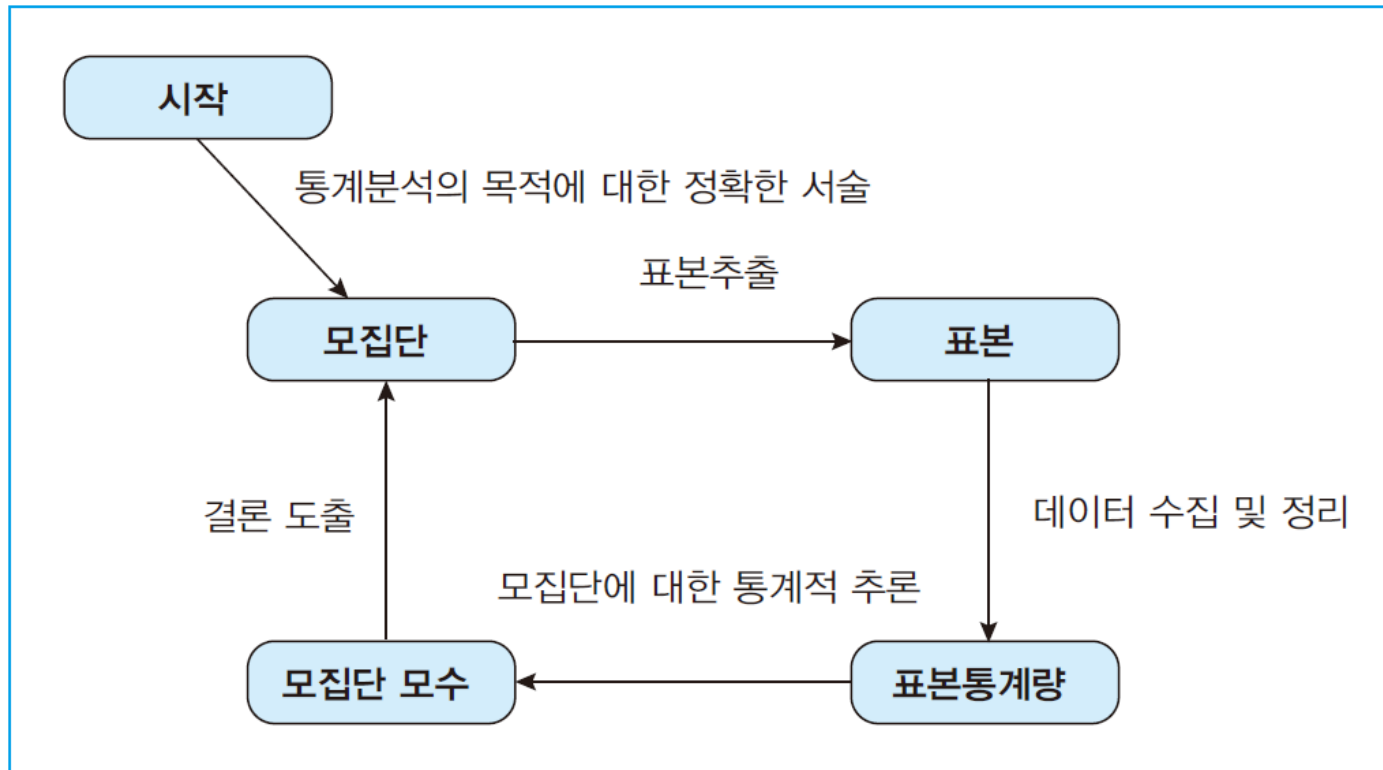 시작
통계분석의 목적에 대한 정확한 서술
표본추출
모집단
표본
결론 도출
데이터 수집 및 정리
모집단에 대한 통계적 추론
모집단 모수
표본통계량